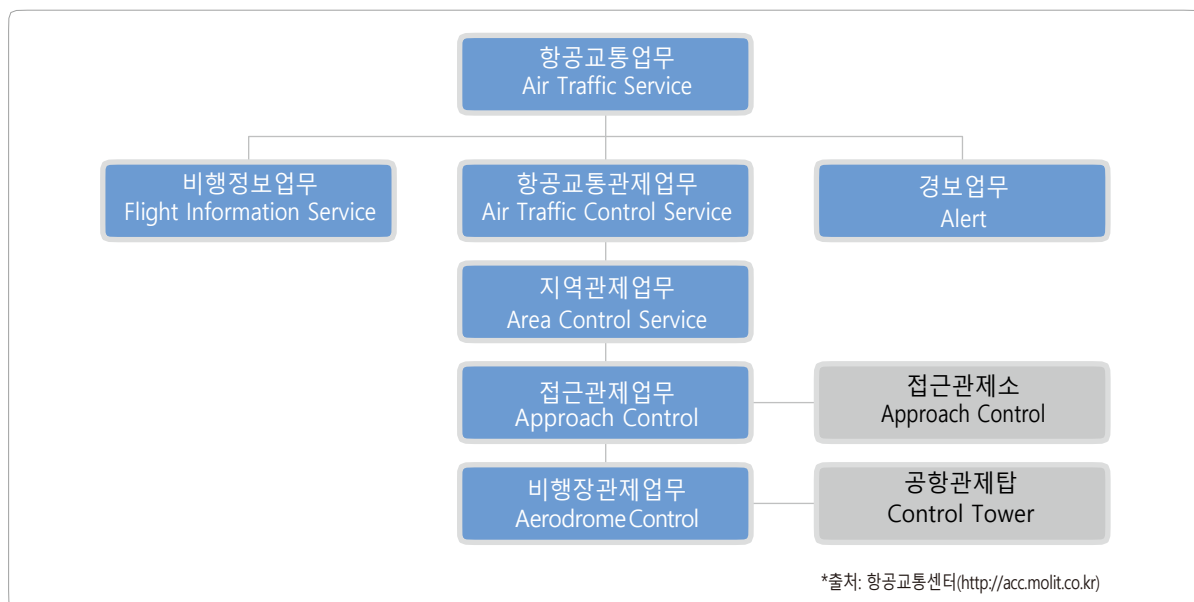 항공교통업무
Air Traffic Service
비행정보업무
Flight Information Service
항공교통관제업무
Air Traffic Control Service
경보업무
Alert
지역관제업무
Area Control Service
접근관제업무
Approach Control
접근관제소
Approach Control
비행장관제업무
Aerodrome Control
공항관제탑
Control Tower
*출처: 항공교통센터(http://acc.molit.co.kr)